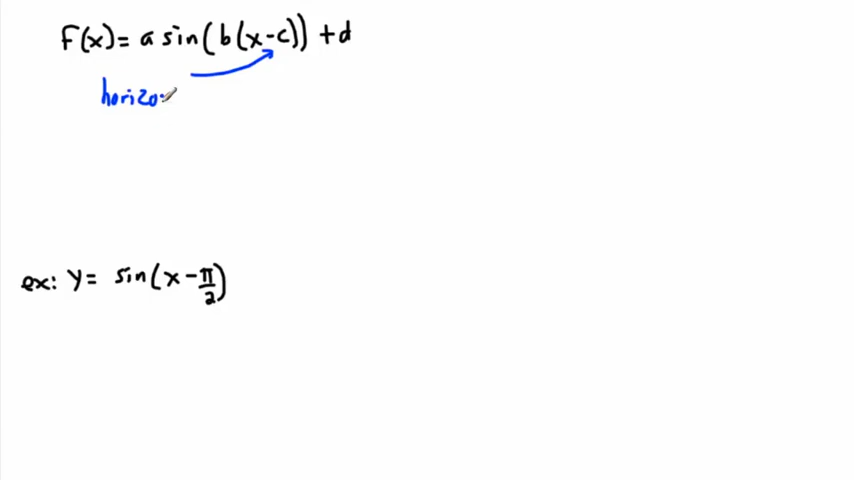 F(x)= a sin(b(x-c)) + d
horizo
ex: y= sin(x - π/2)